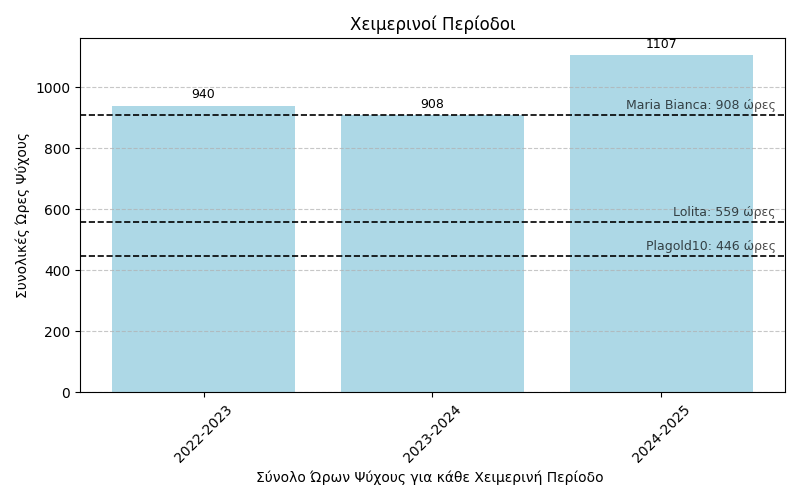 Χειμερινοί Περίοδοι
Συνολικές Ώρες Ψύχους
1000
800
600
400
200
0
940
908
1107
Maria Bianca: 908 ώρες
Lolita: 559 ώρες
Plagold10: 446 ώρες
2022-2023
2023-2024
2024-2025
Σύνολο Ώρων Ψύχους για κάθε Χειμερινή Περίοδο